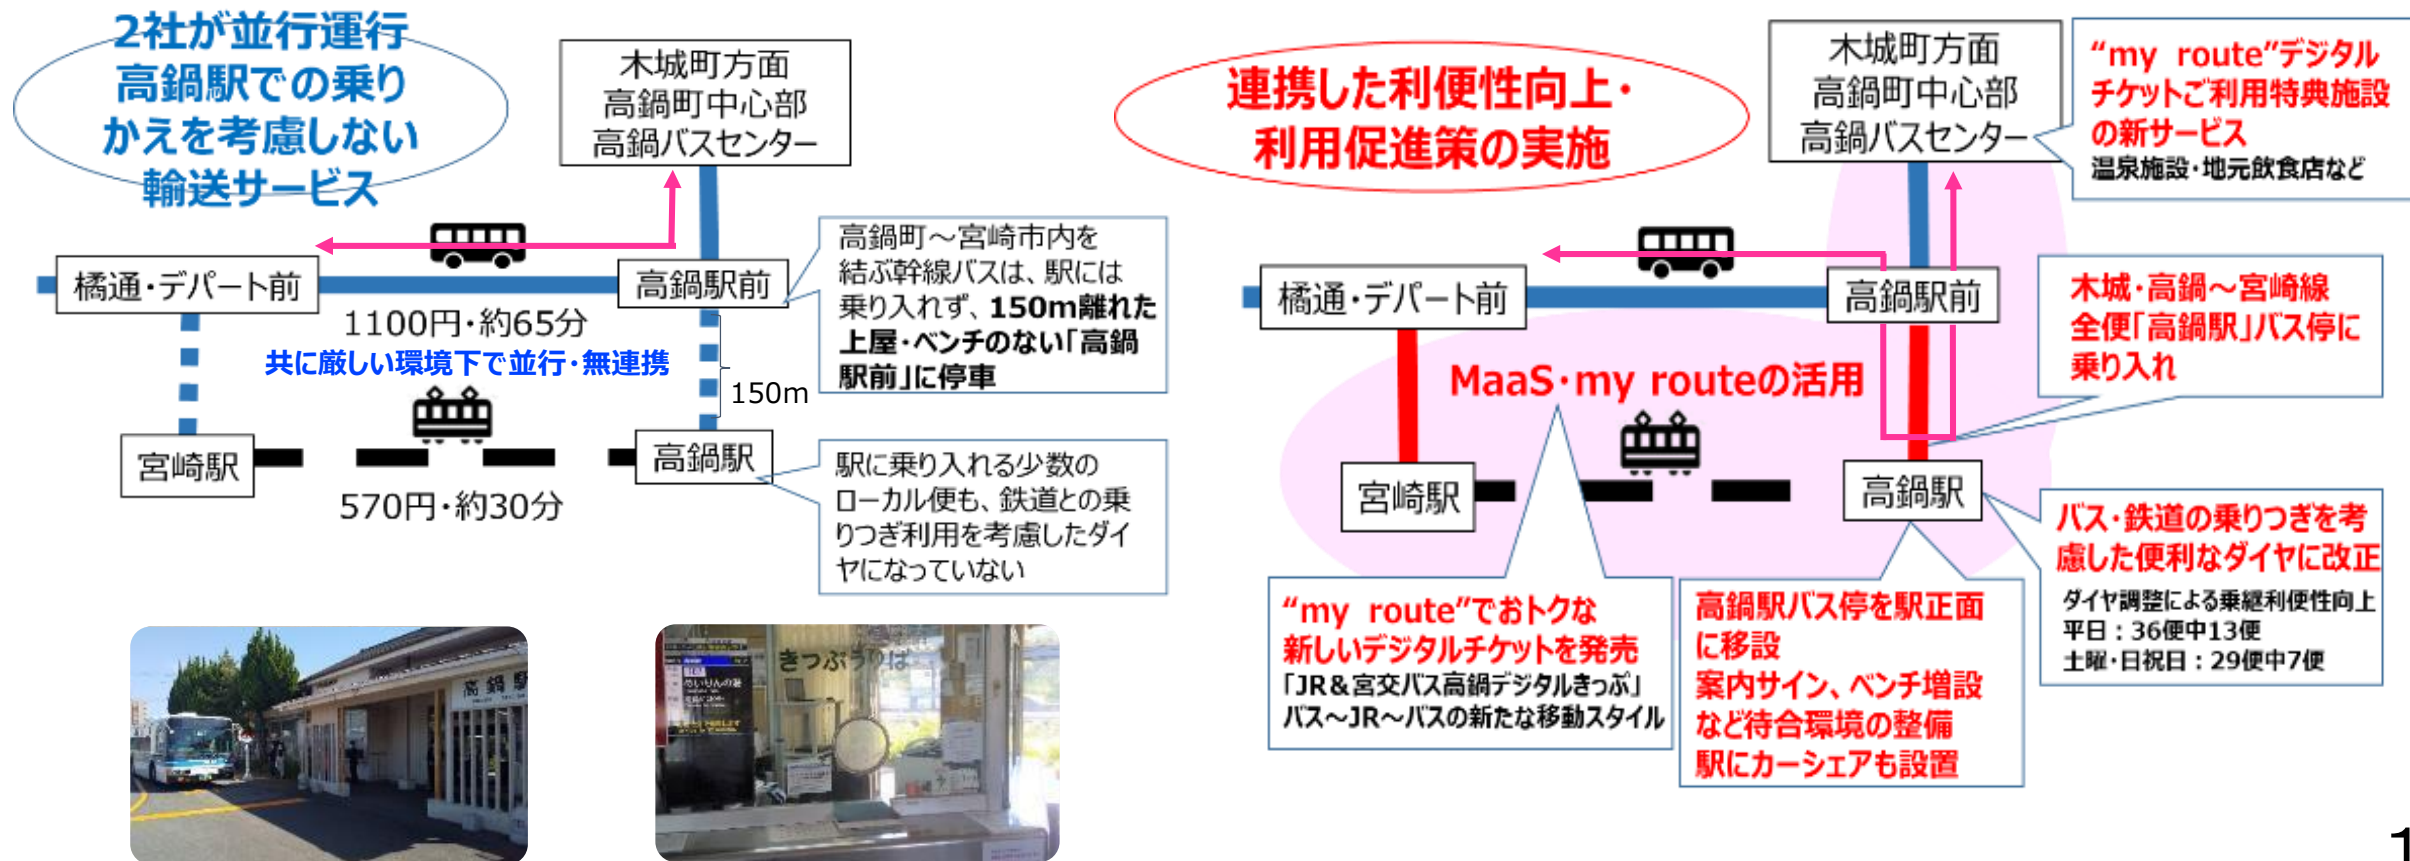 2社が並行運行
高鍋駅での乗り
かえを考慮しない
輸送サービス
木城町方面
高鍋町中心部
高鍋バスセンター
橘通・デパート前
高鍋駅前
1100円・約65分
共に厳しい環境下で並行・無連携
150m
宮崎駅
高鍋駅
570円・約30分
高鍋町～宮崎市内を
結ぶ幹線バスは、駅には
乗り入れず、150m離れた
上屋・ベンチのない「高鍋
駅前」に停車
駅に乗り入れる少数の
ローカル便も、鉄道との乗
りつぎ利用を考慮したダイ
ヤになっていない
高鍋駅
きっぷうりば
連携した利便性向上・
利用促進策の実施
木城町方面
高鍋町中心部
高鍋バスセンター
“my route”デジタル
チケットご利用特典施設
の新サービス
温泉施設・地元飲食店など
橘通・デパート前
高鍋駅前
木城・高鍋～宮崎線
全便「高鍋駅」バス停に
乗り入れ
MaaS・my routeの活用
宮崎駅
高鍋駅
バス・鉄道の乗りつぎを考
慮した便利なダイヤに改正
ダイヤ調整による乗継利便性向上
平日：36便中13便
土曜・日祝日：29便中7便
“my route”でおトクな
新しいデジタルチケットを発売
「JR&宮交バス高鍋デジタルきっぷ」
バス～JR～バスの新たな移動スタイル
高鍋駅バス停を駅正面
に移設
案内サイン、ベンチ増設
など待合環境の整備
駅にカーシェアも設置
1